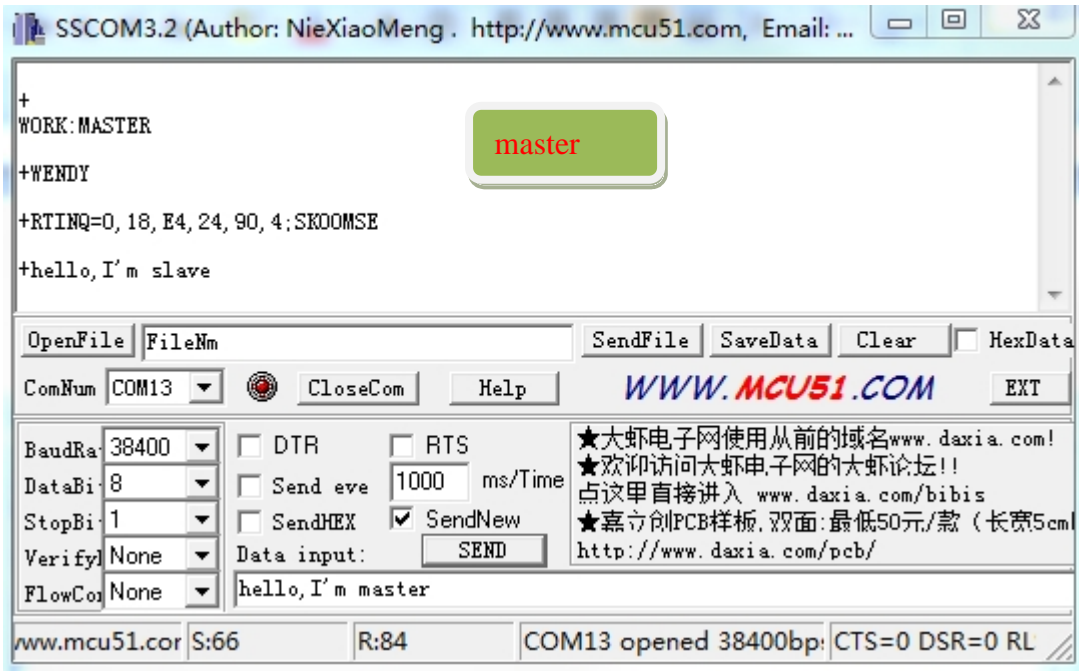 SSCOM3.2 (Author: NieXiaoMeng . http://www.mcu51.com, Email: ...
+
WORK:MASTER
master
+WENDY
+RTINQ=0,18,E4,24,90,4;SKOOMSE
+hello,I'm slave
OpenFile FileNm SendFile SaveData Clear HexData
ComNum COM13 CloseCom Help WWW.MCU51.COM EXT
BaudRa 38400 DTR RTS
DataBi 8 Send eve 1000 ms/Time
StopBi 1 SendHEX SendNew
Verify None Data input: SEND
FlowCo None hello,I'm master
★大虾电子网使用从前的域名www.daxia.com!
★欢迎访问大虾电子网的大虾论坛!!
点这里直接进入 www.daxia.com/bibis
★嘉立创PCB样板,双面:最低50元/款（长宽5cm
http://www.daxia.com/pcb/
www.mcu51.cor S:66 R:84 COM13 opened 38400bp CTS=0 DSR=0 RL